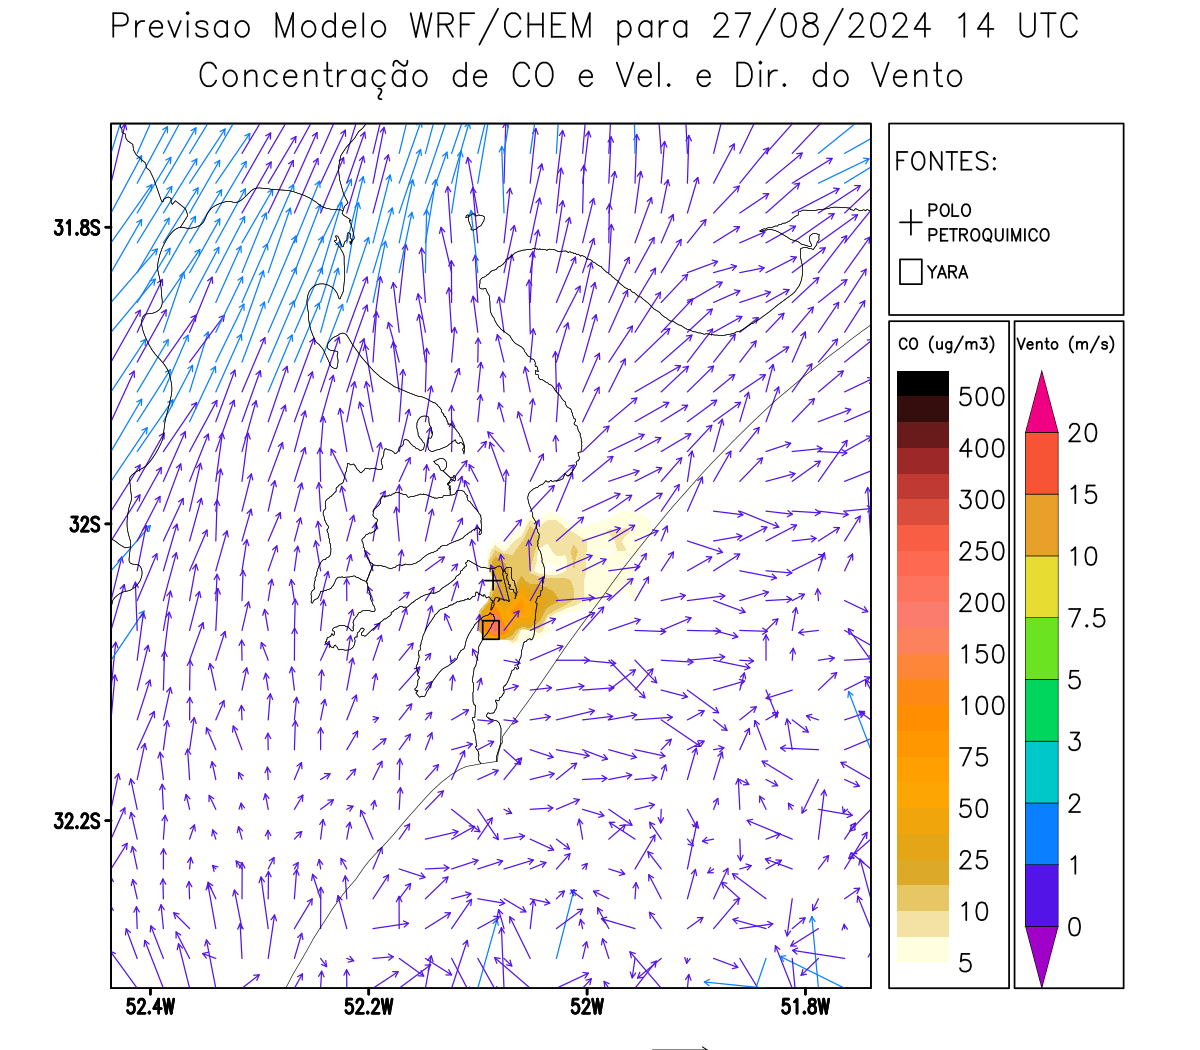 Previsao Modelo WRF/CHEM para 27/08/2024 14 UTC
Concentração de CO e Vel. e Dir. do Vento
FONTES:
POLO
PETROQUIMICO
YARA
CO (ug/m3)
500
400
300
250
200
150
100
75
50
25
10
5
Vento (m/s)
20
15
10
7.5
5
3
2
1
0
31.8S
32S
32.2S
52.4W
52.2W
52W
51.8W